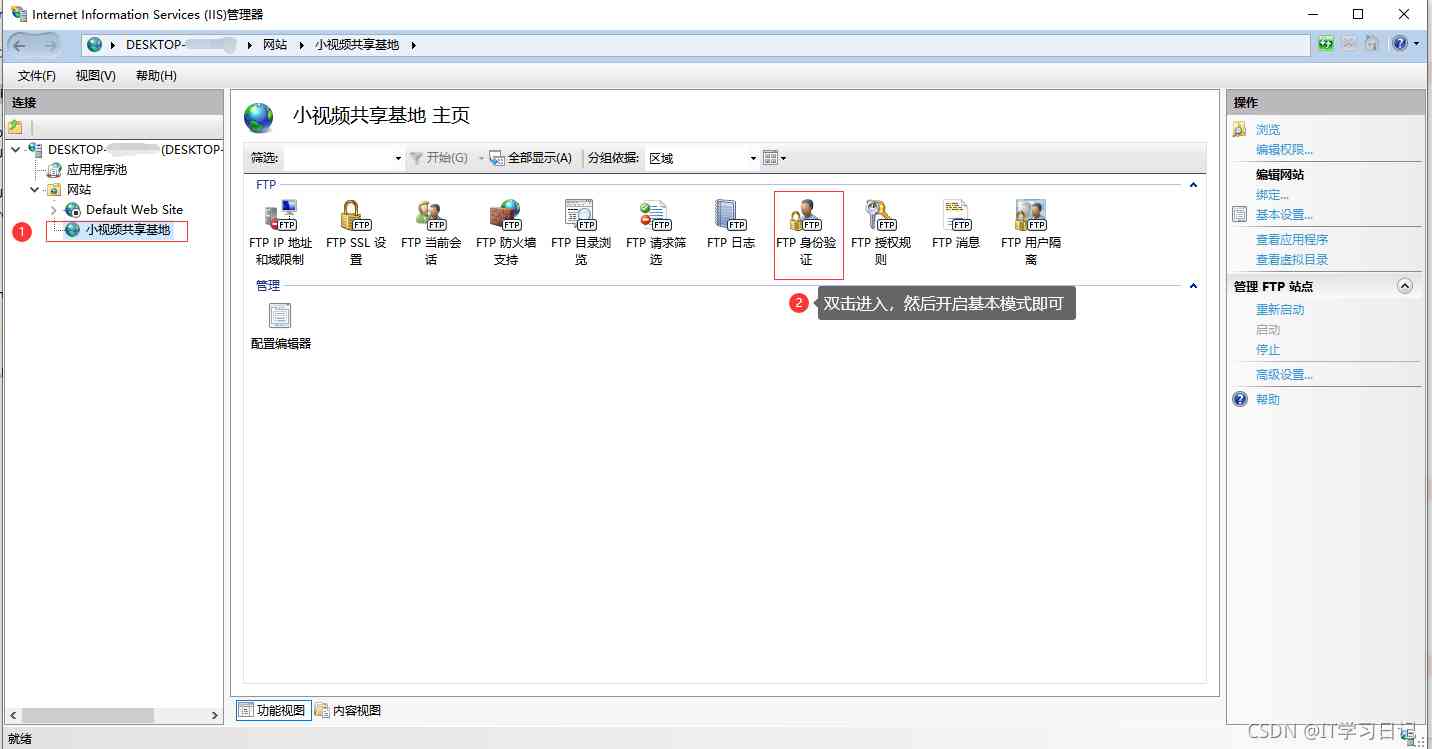 Internet Information Services (IIS)管理器
DESKTOP-
网站
小视频共享基地
文件(F) 视图(V) 帮助(H)
连接
DESKTOP- (DESKTOP-
应用程序池
网站
Default Web Site
1
小视频共享基地
小视频共享基地 主页
筛选: 开始(G) 全部显示(A) 分组依据: 区域
FTP
FTP IP 地址
和域限制
FTP SSL 设
置
FTP 当前会
话
FTP 防火墙
支持
FTP 目录浏
览
FTP 请求筛
选
FTP 日志
FTP 身份验
证
FTP 授权规
则
FTP 消息
FTP 用户隔
离
管理
2 双击进入，然后开启基本模式即可
配置编辑器
功能视图 内容视图
操作
浏览
编辑权限...
编辑网站
绑定...
基本设置...
查看应用程序
查看虚拟目录
管理 FTP 站点
重新启动
启动
停止
高级设置...
帮助
就绪
CSDN @IT学习日记